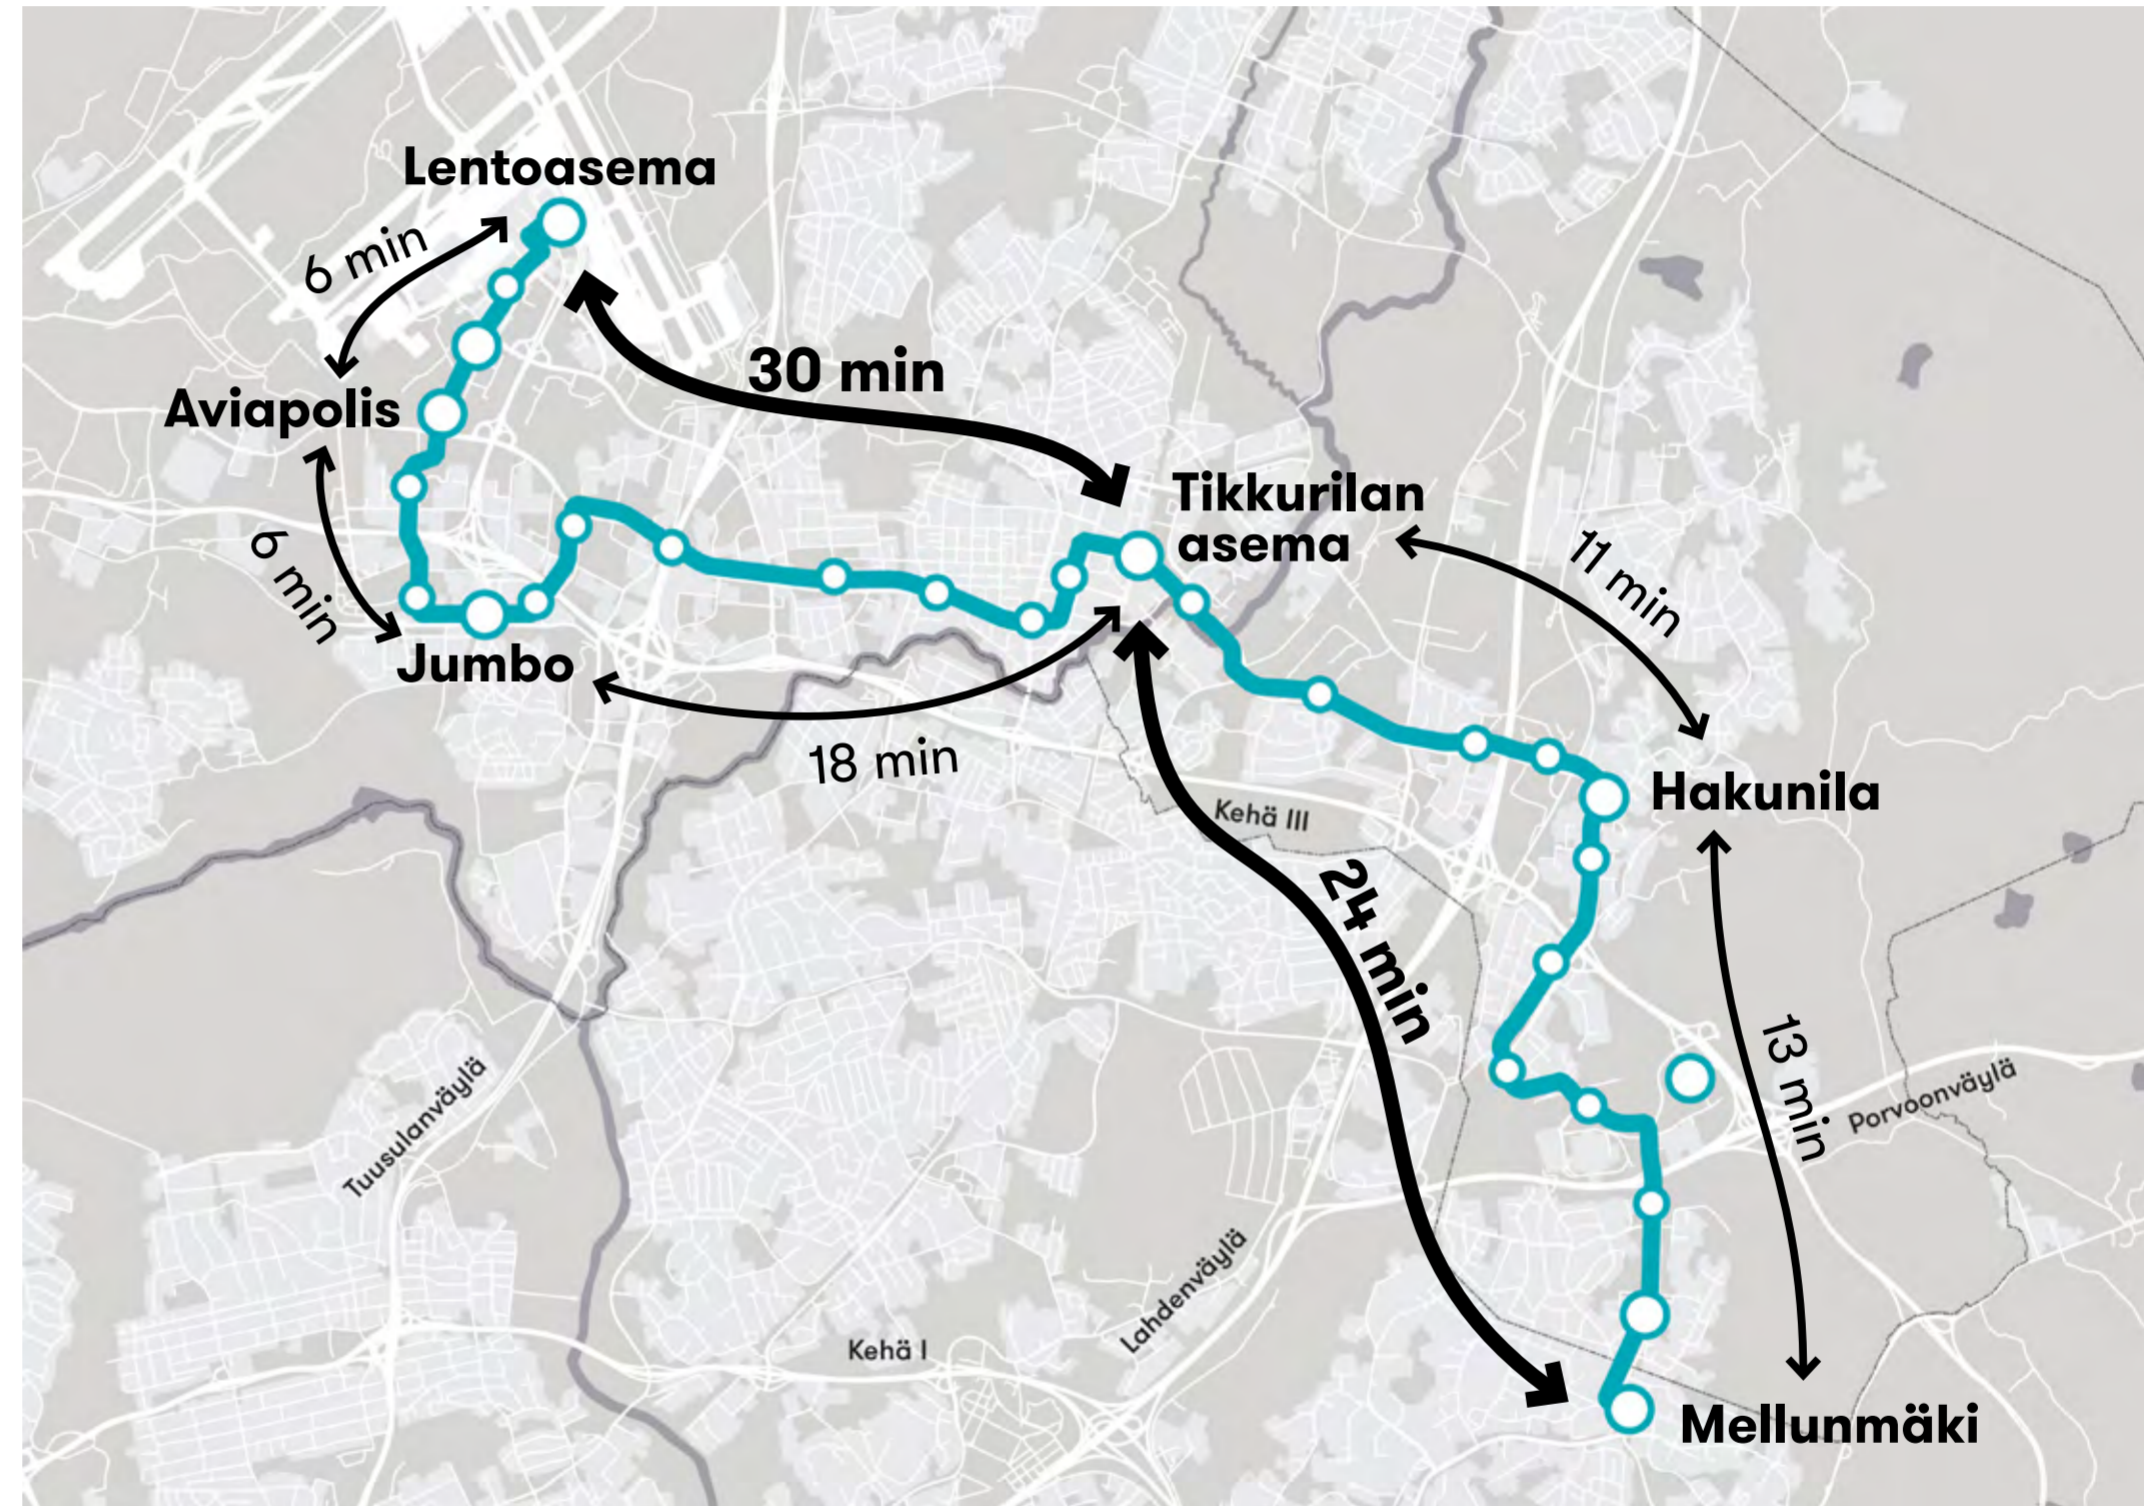 Lentoasema
6 min
30 min
Aviapolis
Tikkurilan
asema
6 min
11 min
Jumbo
18 min
Hakunila
Kehä III
24 min
13 min
Porvoonväylä
Tuusulanväylä
Lahdenväylä
Kehä I
Mellunmäki